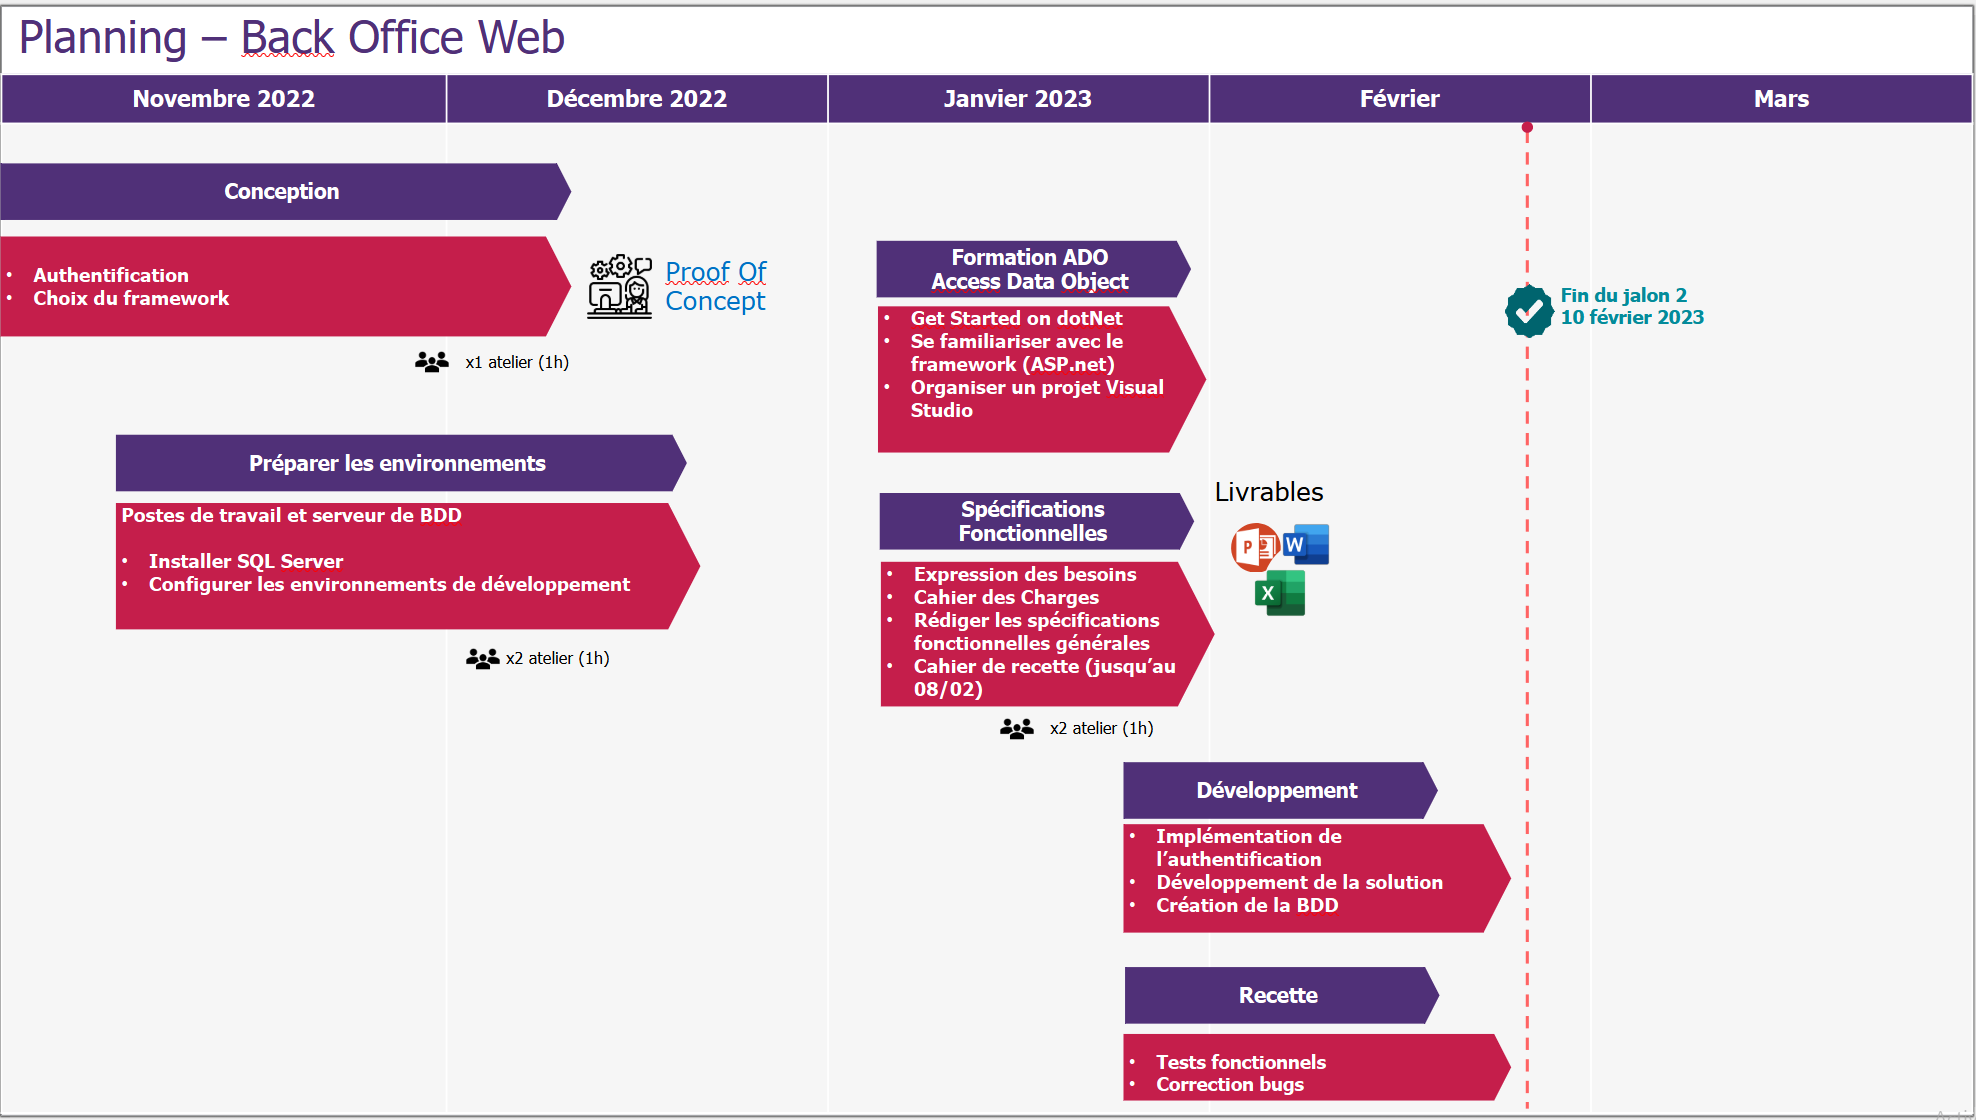 Planning – Back Office Web
Novembre 2022
Décembre 2022
Janvier 2023
Février
Mars
Conception
• Authentification
• Choix du framework
Proof Of
Concept
x1 atelier (1h)
Préparer les environnements
Postes de travail et serveur de BDD
• Installer SQL Server
• Configurer les environnements de développement
x2 atelier (1h)
Formation ADO
Access Data Object
• Get Started on dotNet
• Se familiariser avec le
framework (ASP.net)
• Organiser un projet Visual
Studio
Fin du jalon 2
10 février 2023
Spécifications
Fonctionnelles
• Expression des besoins
• Cahier des Charges
• Rédiger les spécifications
fonctionnelles générales
• Cahier de recette (jusqu’au
08/02)
Livrables
P
W
X
x2 atelier (1h)
Développement
• Implémentation de
l’authentification
• Développement de la solution
• Création de la BDD
Recette
• Tests fonctionnels
• Correction bugs